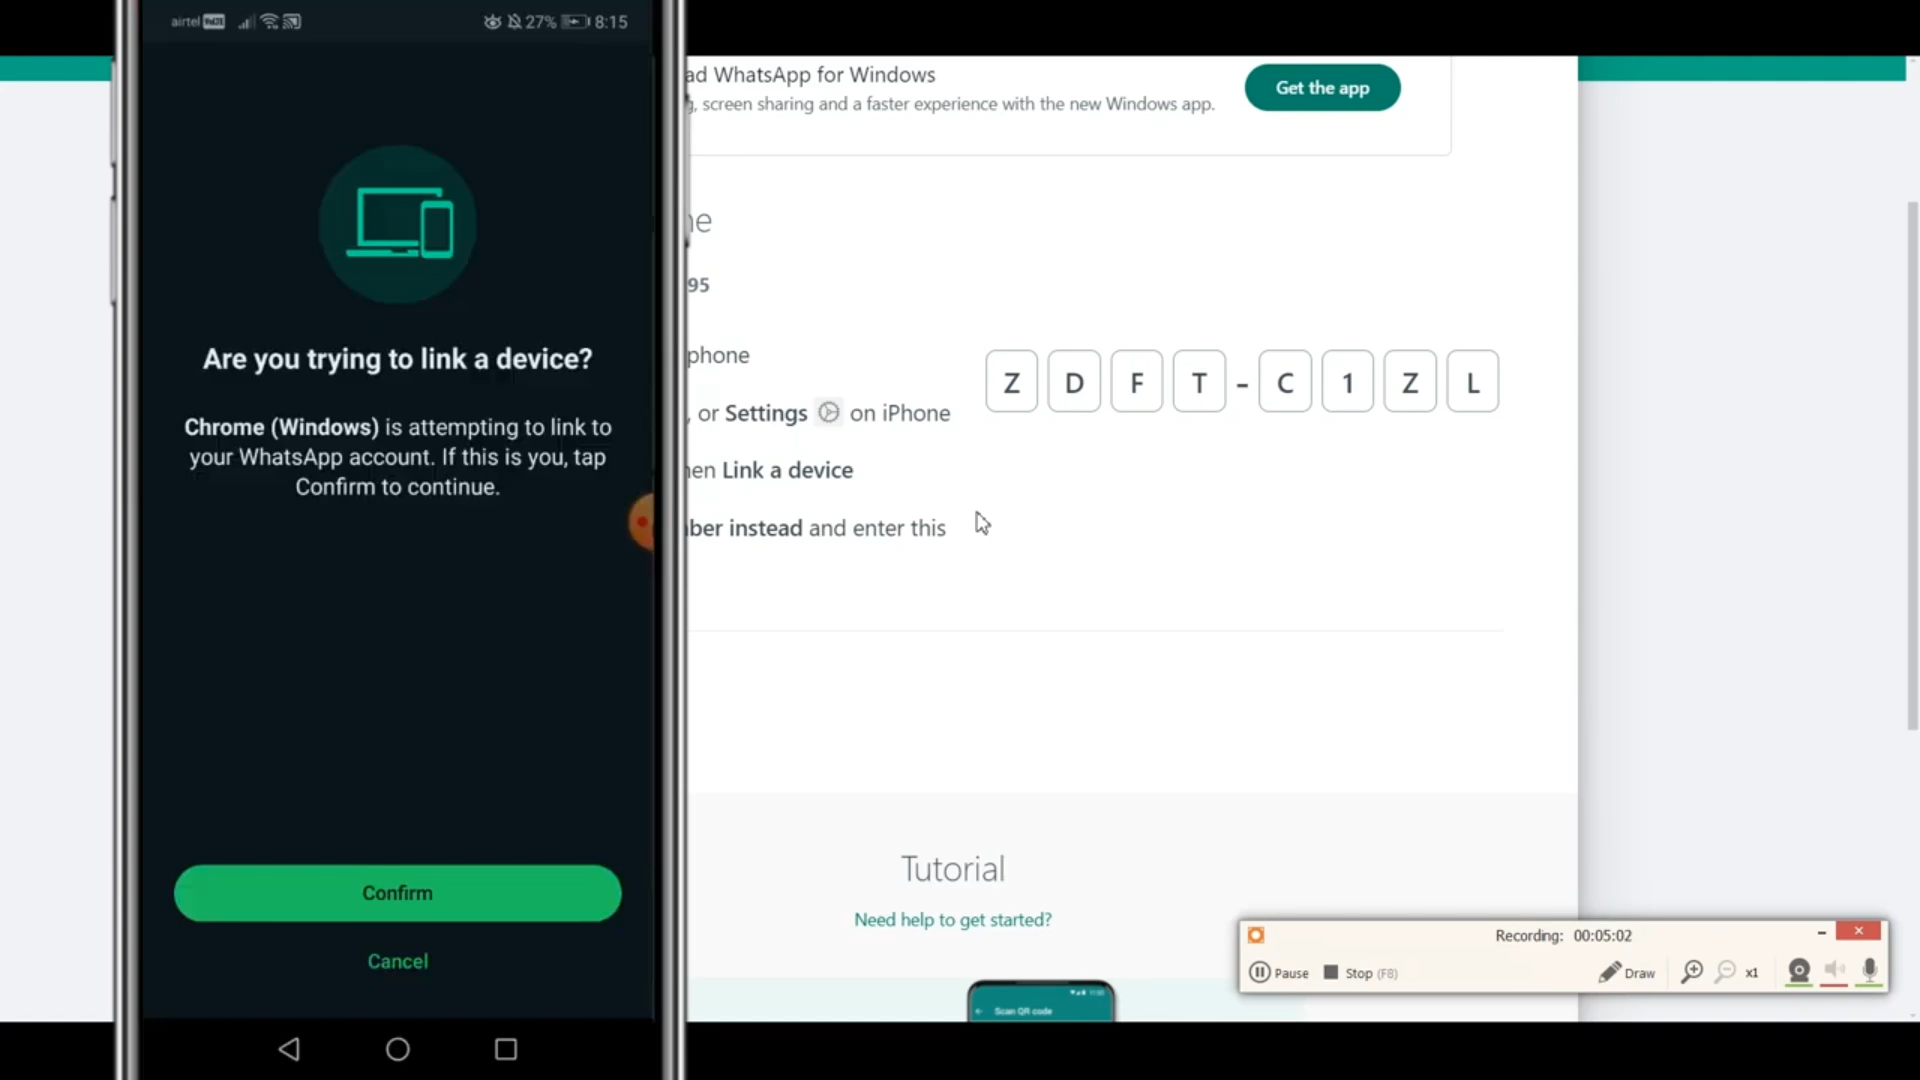 airtel 27% 8:15
Are you trying to link a device?
Chrome (Windows) is attempting to link to
your WhatsApp account. If this is you, tap
Confirm to continue.
Confirm
Cancel
ad WhatsApp for Windows
, screen sharing and a faster experience with the new Windows app.
Get the app
ne
95
phone
, or Settings on iPhone
en Link a device
ber instead and enter this
Z D F T - C 1 Z L
Tutorial
Need help to get started?
Scan QR code
Recording: 00:05:02
Pause Stop (F8) Draw x1